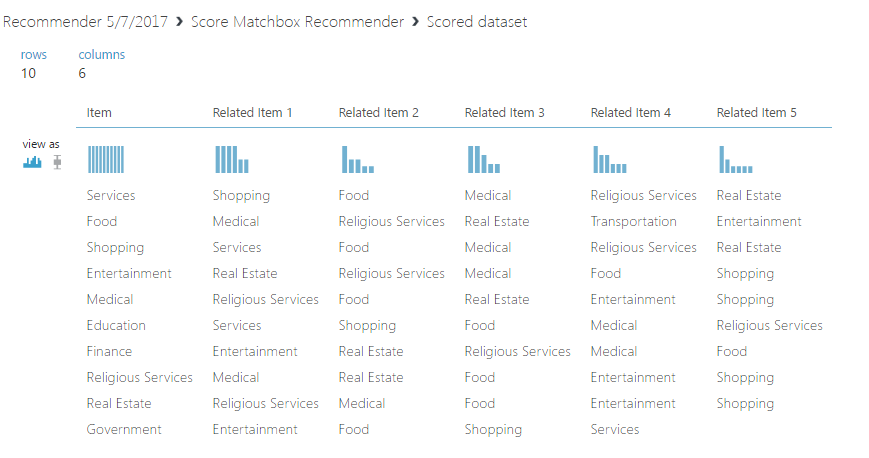 Recommender 5/7/2017 > Score Matchbox Recommender > Scored dataset
rows columns
10 6
Item Related Item 1 Related Item 2 Related Item 3 Related Item 4 Related Item 5
view as
Services Shopping Food Medical Religious Services Real Estate
Food Medical Religious Services Real Estate Transportation Entertainment
Shopping Services Food Medical Religious Services Real Estate
Entertainment Real Estate Religious Services Medical Food Shopping
Medical Religious Services Food Real Estate Entertainment Shopping
Education Services Shopping Food Medical Religious Services
Finance Entertainment Real Estate Religious Services Medical Food
Religious Services Medical Real Estate Food Entertainment Shopping
Real Estate Religious Services Medical Food Entertainment Shopping
Government Entertainment Food Shopping Services